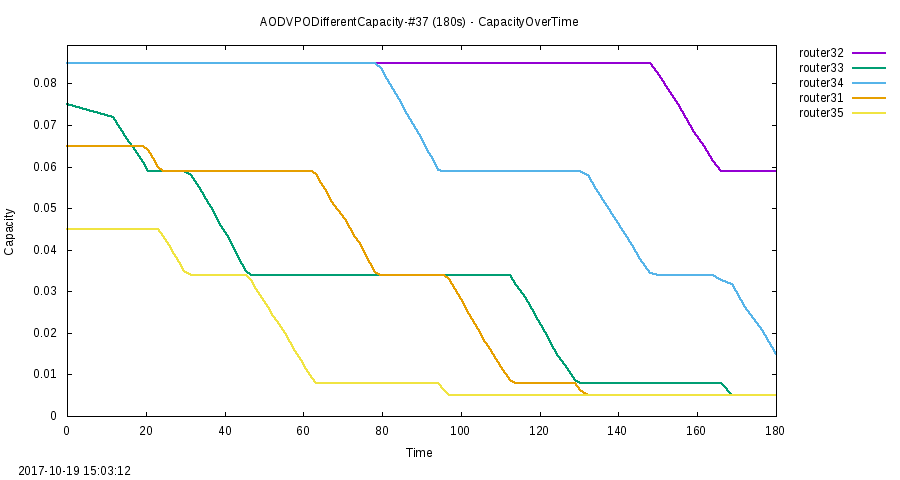 AODVPODifferentCapacity-#37 (180s) - CapacityOverTime
router32
router33
router34
router31
router35
0.08
0.07
0.06
0.05
0.04
0.03
0.02
0.01
0
Capacity
0 20 40 60 80 100 120 140 160 180
Time
2017-10-19 15:03:12